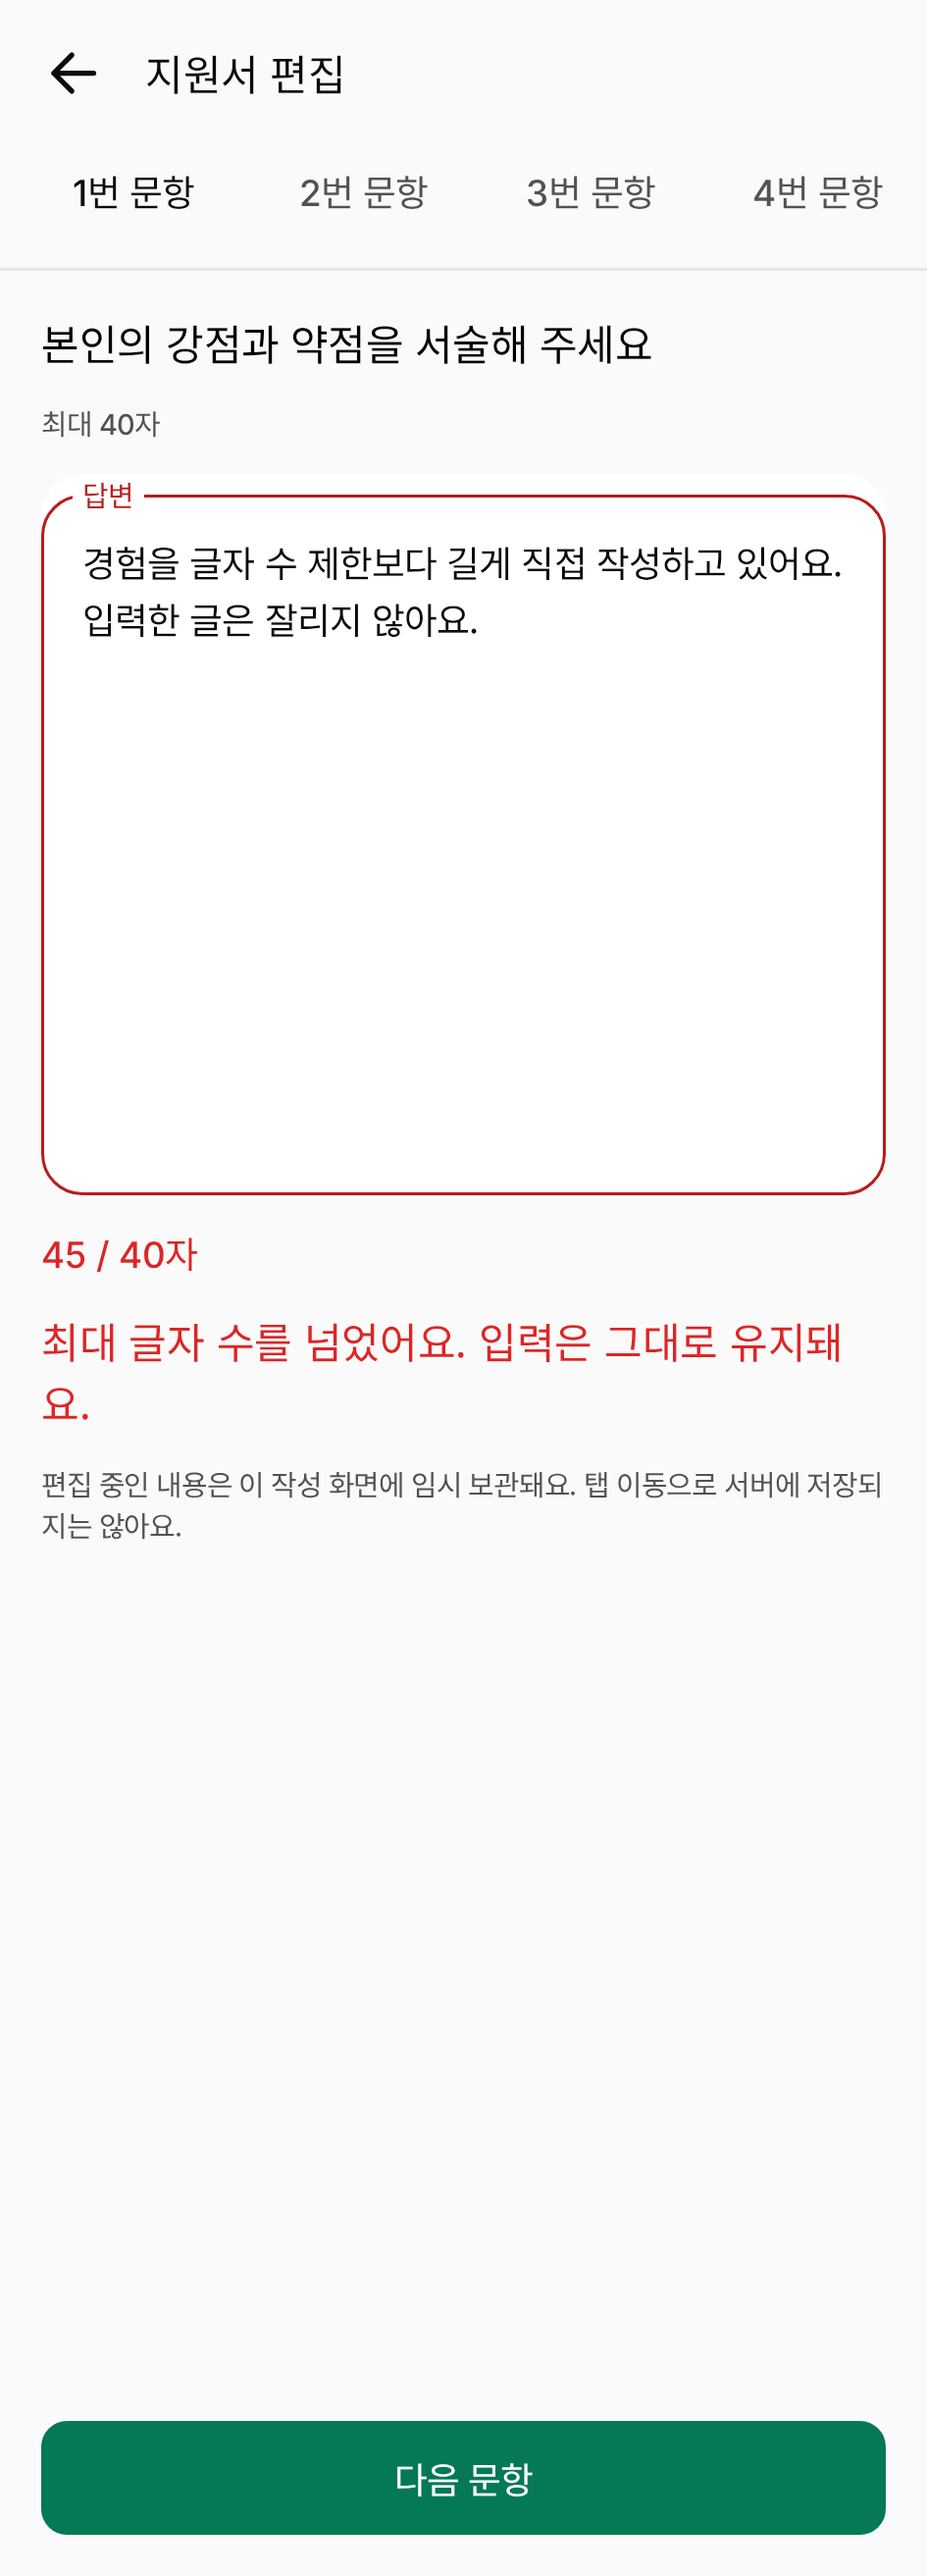 지원서 편집
1번 문항 2번 문항 3번 문항 4번 문항
본인의 강점과 약점을 서술해 주세요
최대 40자
답변
경험을 글자 수 제한보다 길게 직접 작성하고 있어요.
입력한 글은 잘리지 않아요.
45 / 40자
최대 글자 수를 넘었어요. 입력은 그대로 유지돼
요.
편집 중인 내용은 이 작성 화면에 임시 보관돼요. 탭 이동으로 서버에 저장되
지는 않아요.
다음 문항